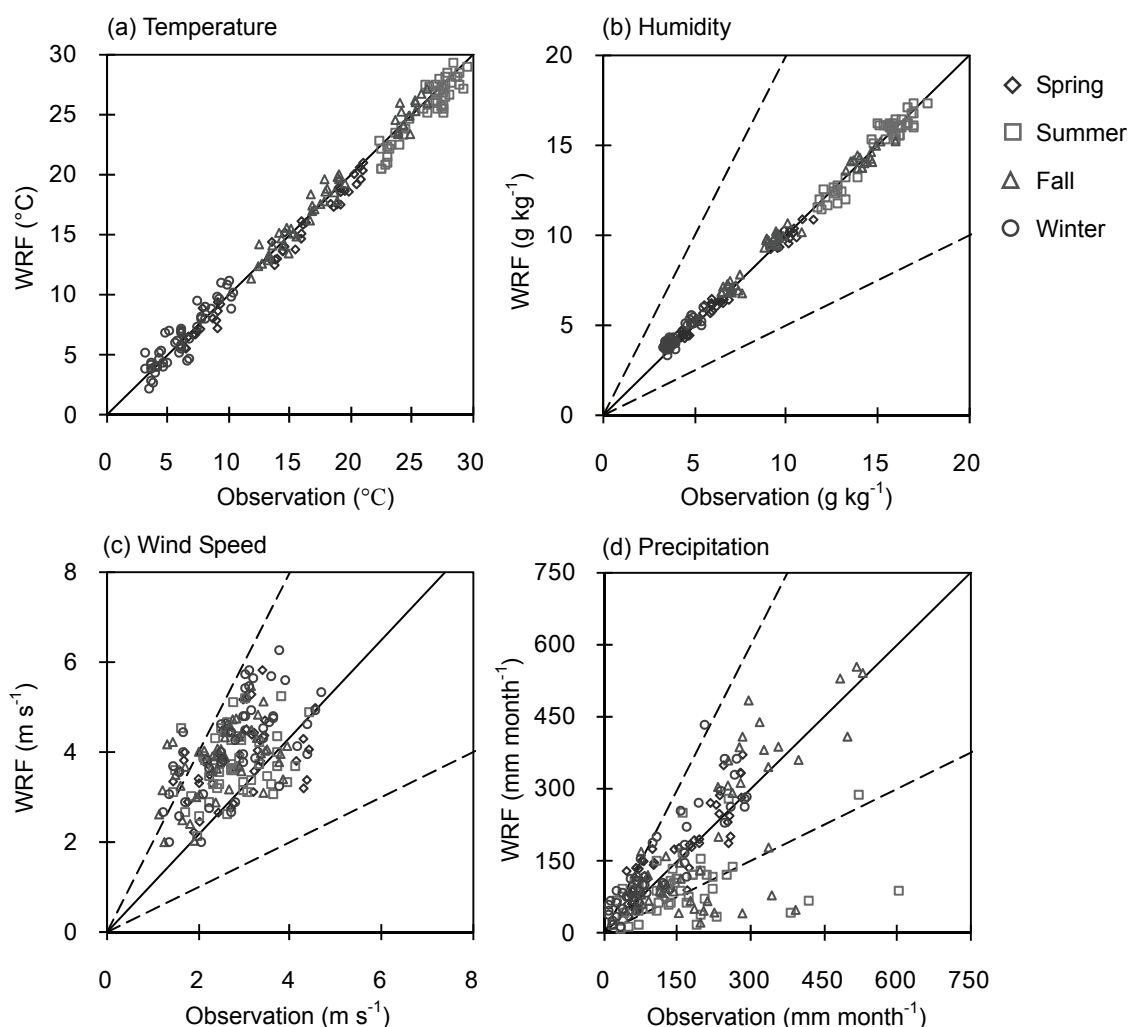 (a) Temperature
30
25
20
15
10
5
0
WRF (°C)
0 5 10 15 20 25 30
Observation (°C)
(b) Humidity
20
15
10
5
0
WRF (g kg⁻¹)
0 5 10 15 20
Observation (g kg⁻¹)
Spring
Summer
Fall
Winter
(c) Wind Speed
8
6
4
2
0
WRF (m s⁻¹)
0 2 4 6 8
Observation (m s⁻¹)
(d) Precipitation
750
600
450
300
150
0
WRF (mm month⁻¹)
0 150 300 450 600 750
Observation (mm month⁻¹)